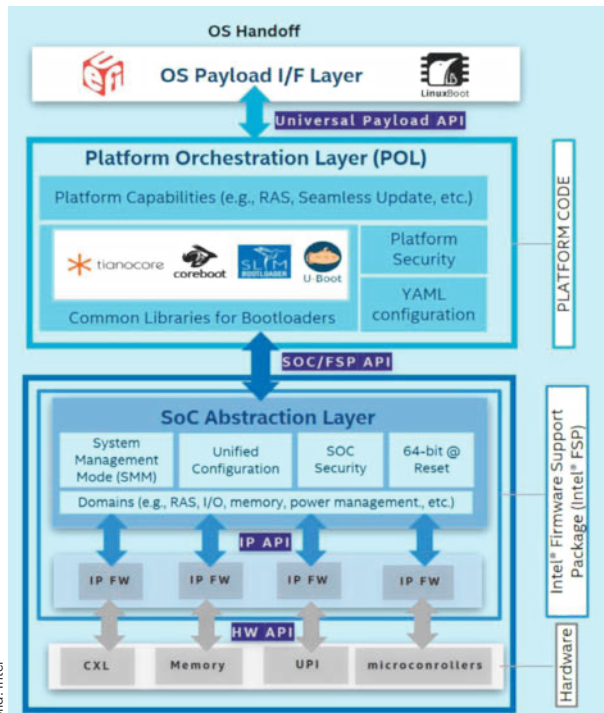 OS Handoff
UEFI
OS Payload I/F Layer
LinuxBoot
Universal Payload API
Platform Orchestration Layer (POL)
Platform Capabilities (e.g., RAS, Seamless Update, etc.)
tianocore
coreboot
SLIM
BOOTLOADER
U-Boot
Common Libraries for Bootloaders
Platform
Security
YAML
configuration
PLATFORM CODE
SOC/FSP API
SoC Abstraction Layer
System
Management
Mode (SMM)
Unified
Configuration
SOC
Security
64-bit @
Reset
Domains (e.g., RAS, I/O, memory, power management., etc.)
IP API
IP FW
IP FW
IP FW
IP FW
Intel® Firmware Support
Package (Intel® FSP)
HW API
CXL
Memory
UPI
microconrollers
Hardware